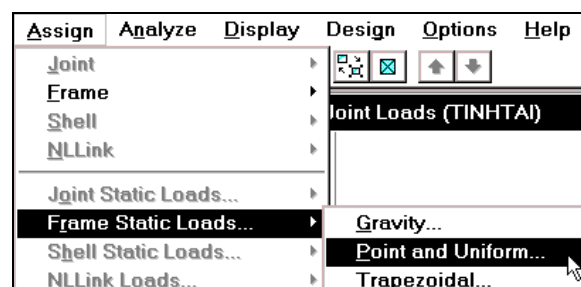 Assign Analyze Display Design Options Help
Joint
Frame
Shell
NLLink
Joint Loads (TINHTAI)
Joint Static Loads...
Frame Static Loads...
Shell Static Loads...
NLLink Loads...
Gravity...
Point and Uniform...
Trapezoidal...